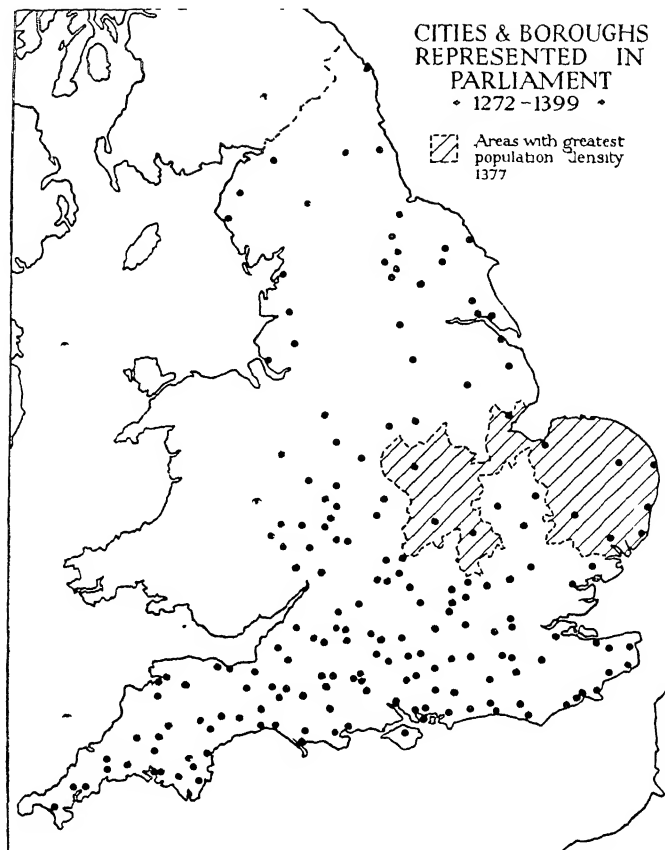 CITIES & BOROUGHS
REPRESENTED IN
PARLIAMENT
• 1272-1399 •
Areas with greatest
population density
1377